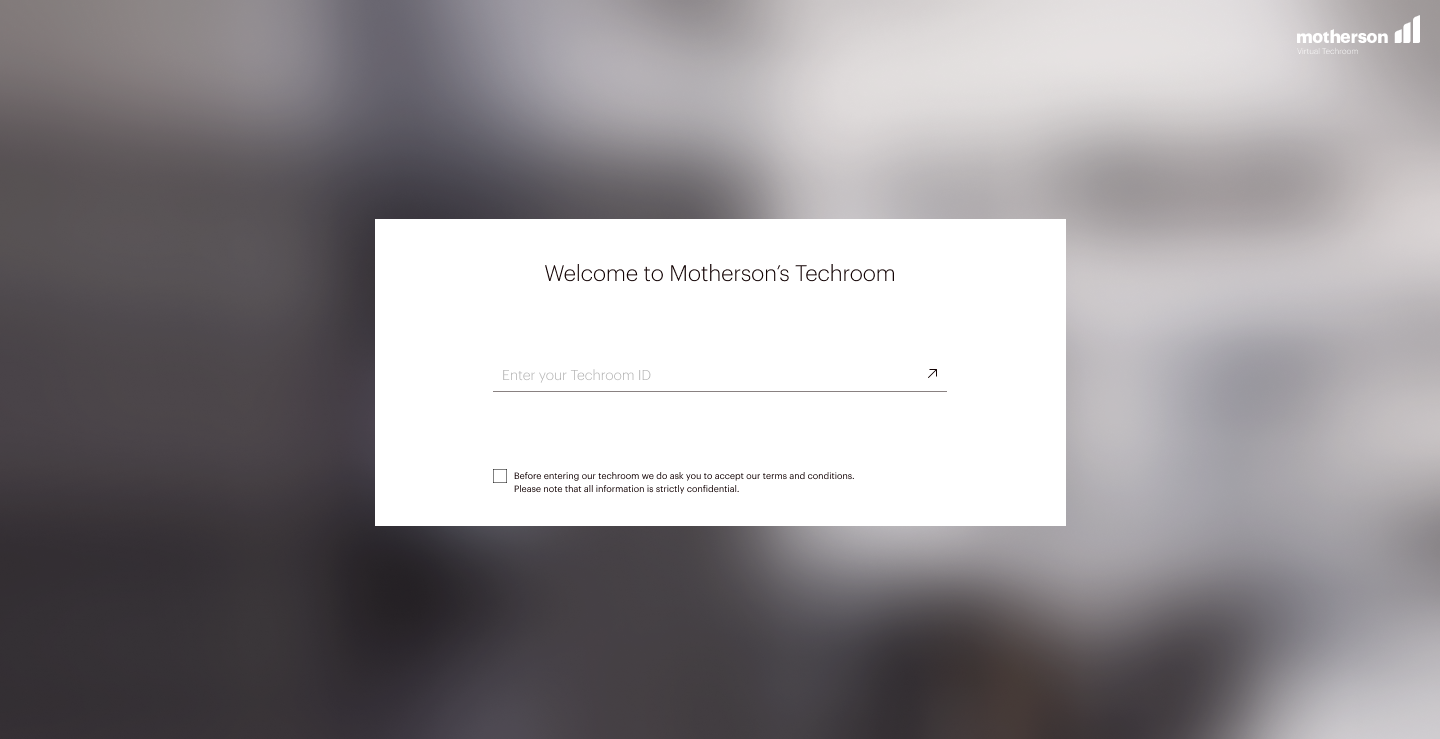 motherson
Virtual Techroom
Welcome to Motherson’s Techroom
Enter your Techroom ID
Before entering our techroom we do ask you to accept our terms and conditions.
Please note that all information is strictly confidential.